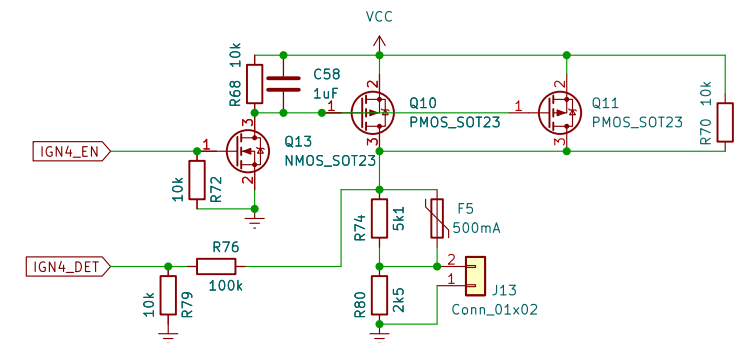 VCC
10k
R68
C58
1uF
3
2
1
Q10
PMOS_SOT23
3
2
1
Q11
PMOS_SOT23
3
10k
R70
IGN4_EN
1
Q13
NMOS_SOT23
2
10k
R72
R74
5k1
F5
500mA
IGN4_DET
R76
100k
10k
R79
R80
2k5
2
1
J13
Conn_01x02